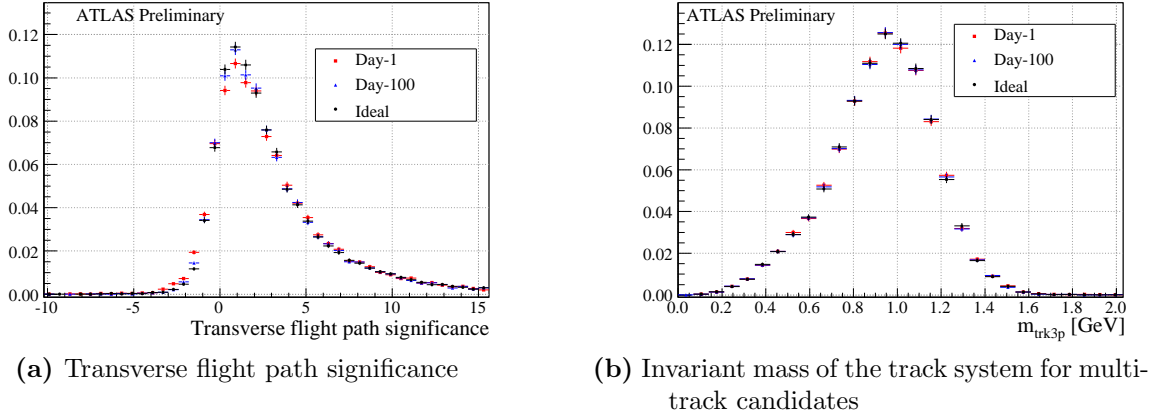 ATLAS Preliminary
Day-1
Day-100
Ideal
0.12
0.10
0.08
0.06
0.04
0.02
0.00
-10
-5
0
5
10
15
Transverse flight path significance
(a) Transverse flight path significance
ATLAS Preliminary
Day-1
Day-100
Ideal
0.12
0.10
0.08
0.06
0.04
0.02
0.00
0.0
0.2
0.4
0.6
0.8
1.0
1.2
1.4
1.6
1.8
2.0
m_trk3p [GeV]
(b) Invariant mass of the track system for multi-
track candidates